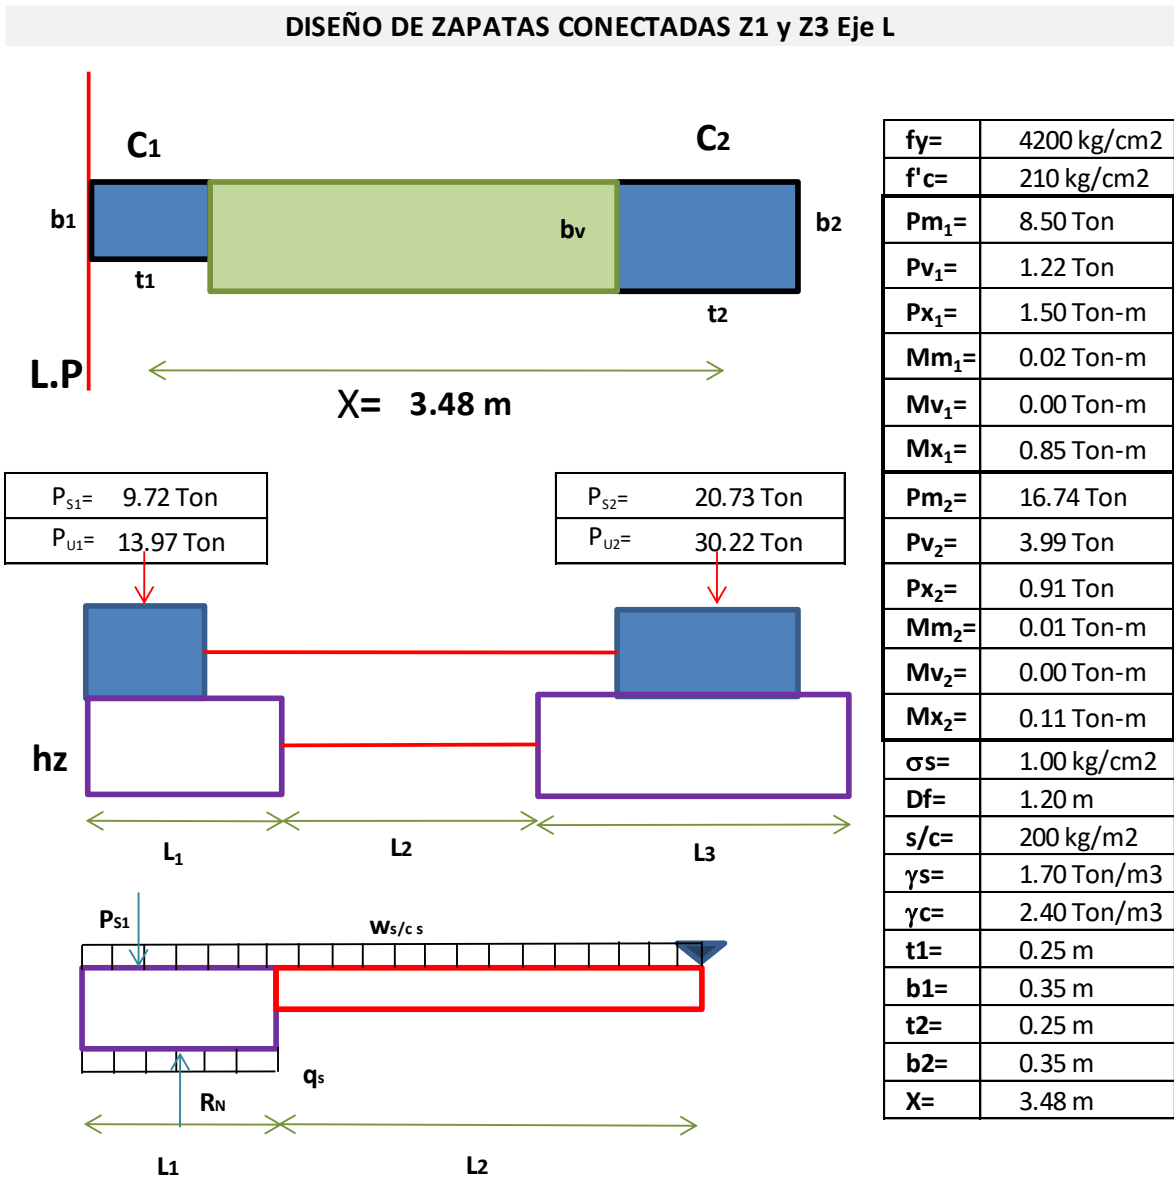 DISEÑO DE ZAPATAS CONECTADAS Z1 y Z3 Eje L
C1
C2
b1
bv
b2
t1
t2
L.P
X= 3.48 m
PS1= 9.72 Ton
PU1= 13.97 Ton
PS2= 20.73 Ton
PU2= 30.22 Ton
hz
L1
L2
L3
PS1
ws/c s
qs
RN
L1
L2
fy= 4200 kg/cm2
f'c= 210 kg/cm2
Pm1= 8.50 Ton
Pv1= 1.22 Ton
Px1= 1.50 Ton-m
Mm1= 0.02 Ton-m
Mv1= 0.00 Ton-m
Mx1= 0.85 Ton-m
Pm2= 16.74 Ton
Pv2= 3.99 Ton
Px2= 0.91 Ton
Mm2= 0.01 Ton-m
Mv2= 0.00 Ton-m
Mx2= 0.11 Ton-m
σs= 1.00 kg/cm2
Df= 1.20 m
s/c= 200 kg/m2
γs= 1.70 Ton/m3
γc= 2.40 Ton/m3
t1= 0.25 m
b1= 0.35 m
t2= 0.25 m
b2= 0.35 m
X= 3.48 m